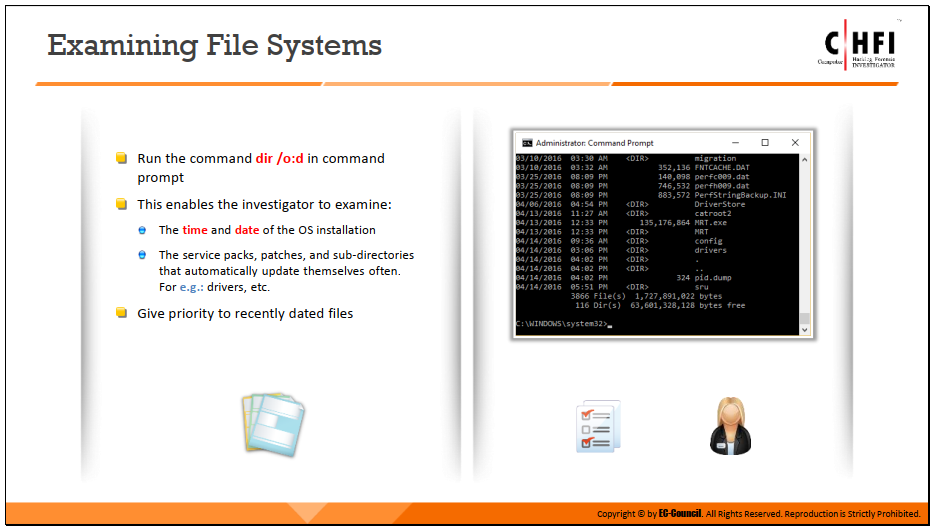 Examining File Systems
C HFI
Computer Hacking Forensic
INVESTIGATOR
Run the command dir /o:d in command
prompt
This enables the investigator to examine:
The time and date of the OS installation
The service packs, patches, and sub-directories
that automatically update themselves often.
For e.g.: drivers, etc.
Give priority to recently dated files
Administrator: Command Prompt
03/10/2016 03:30 AM <DIR> migration
03/10/2016 03:32 AM 352,136 FNTCACHE.DAT
03/25/2016 08:09 PM 140,098 perfc009.dat
03/25/2016 08:09 PM 746,532 perfh009.dat
03/25/2016 08:09 PM 883,572 PerfStringBackup.INI
04/06/2016 04:54 PM <DIR> DriverStore
04/13/2016 11:27 AM <DIR> catroot2
04/13/2016 12:33 PM 135,176,864 MRT.exe
04/13/2016 12:33 PM <DIR> MRT
04/14/2016 09:36 AM <DIR> config
04/14/2016 03:06 PM <DIR> drivers
04/14/2016 04:02 PM <DIR> .
04/14/2016 04:02 PM <DIR> ..
04/14/2016 04:02 PM 324 pid.dump
04/14/2016 05:51 PM <DIR> sru
3866 File(s) 1,727,891,022 bytes
116 Dir(s) 63,601,328,128 bytes free
C:\WINDOWS\system32>
Copyright © by EC-Council. All Rights Reserved. Reproduction is Strictly Prohibited.